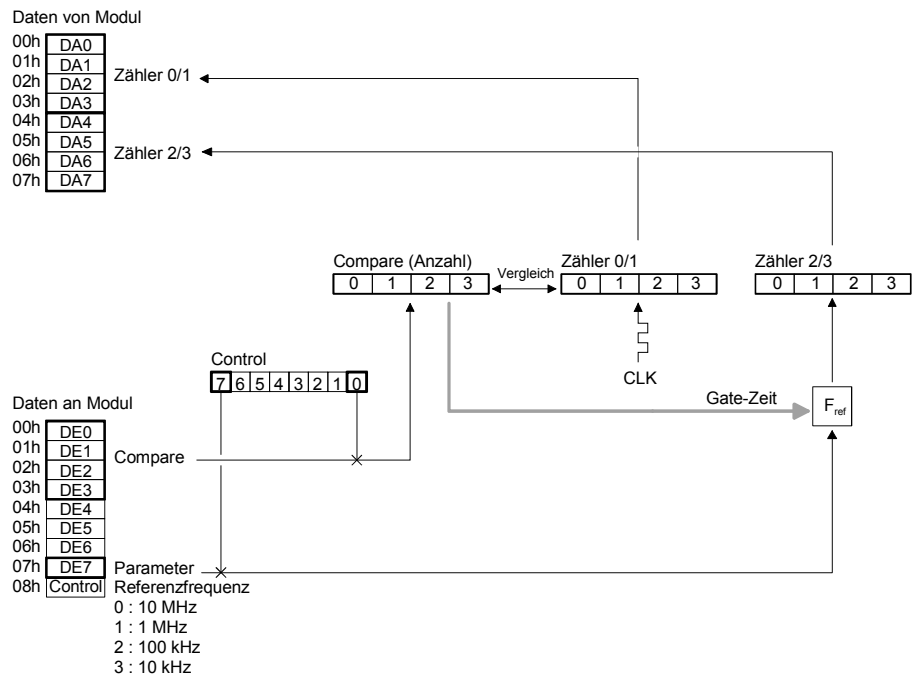 Daten von Modul
00h DA0
01h DA1
02h DA2
03h DA3
04h DA4
05h DA5
06h DA6
07h DA7
Zähler 0/1
Zähler 2/3
Compare (Anzahl)
0 1 2 3
Vergleich
Zähler 0/1
0 1 2 3
Zähler 2/3
0 1 2 3
CLK
Control
7 6 5 4 3 2 1 0
Gate-Zeit
Fref
Daten an Modul
00h DE0
01h DE1
02h DE2
03h DE3
04h DE4
05h DE5
06h DE6
07h DE7
08h Control
Compare
Parameter
Referenzfrequenz
0 : 10 MHz
1 : 1 MHz
2 : 100 kHz
3 : 10 kHz